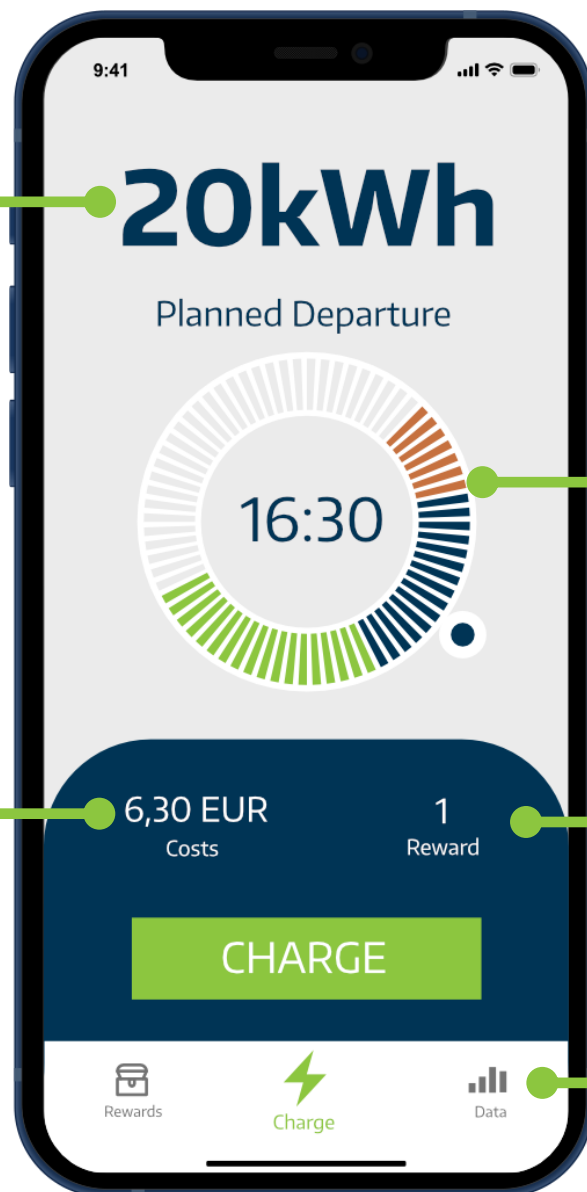 9:41
20kWh
Planned Departure
16:30
6,30 EUR
Costs
1
Reward
CHARGE
Rewards
Charge
Data